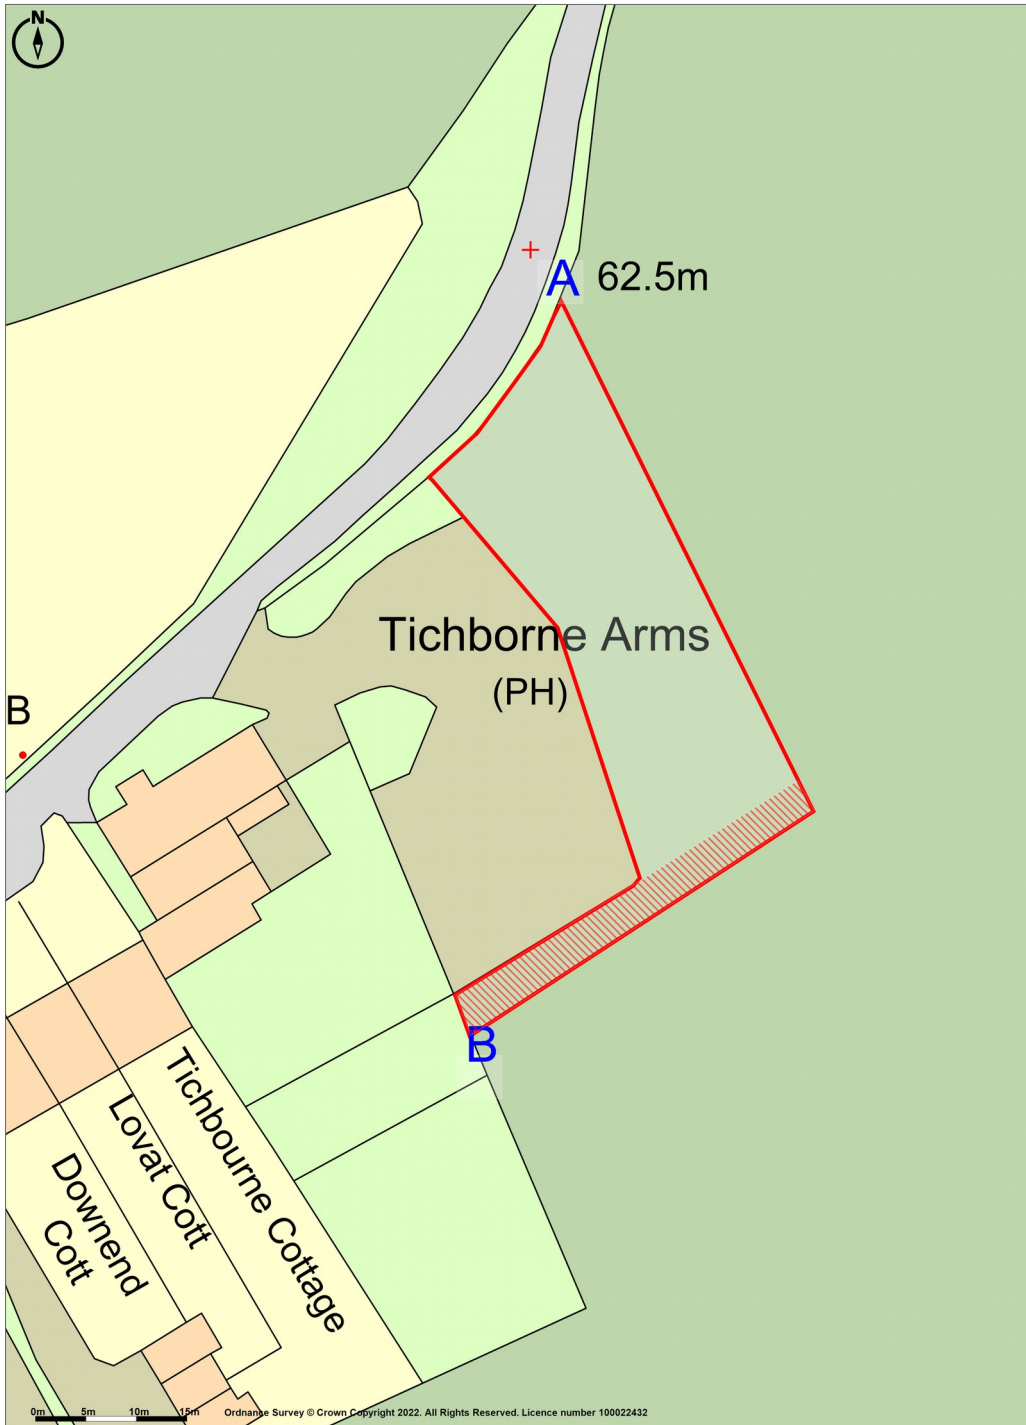 N
A 62.5m
Tichborne Arms
(PH)
B
B
Tichbourne Cottage
Lovat Cott
Downend
Cott
0m 5m 10m 15m
Ordnance Survey © Crown Copyright 2022. All Rights Reserved. Licence number 100022432